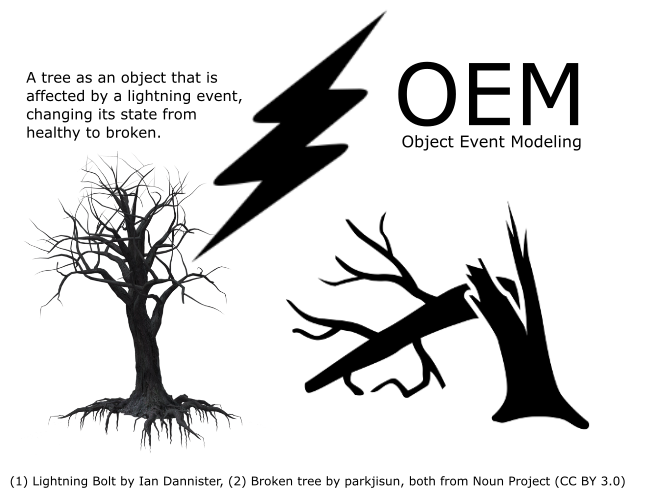 A tree as an object that is
affected by a lightning event,
changing its state from
healthy to broken.
OEM
Object Event Modeling
(1) Lightning Bolt by Ian Dannister, (2) Broken tree by parkjisun, both from Noun Project (CC BY 3.0)